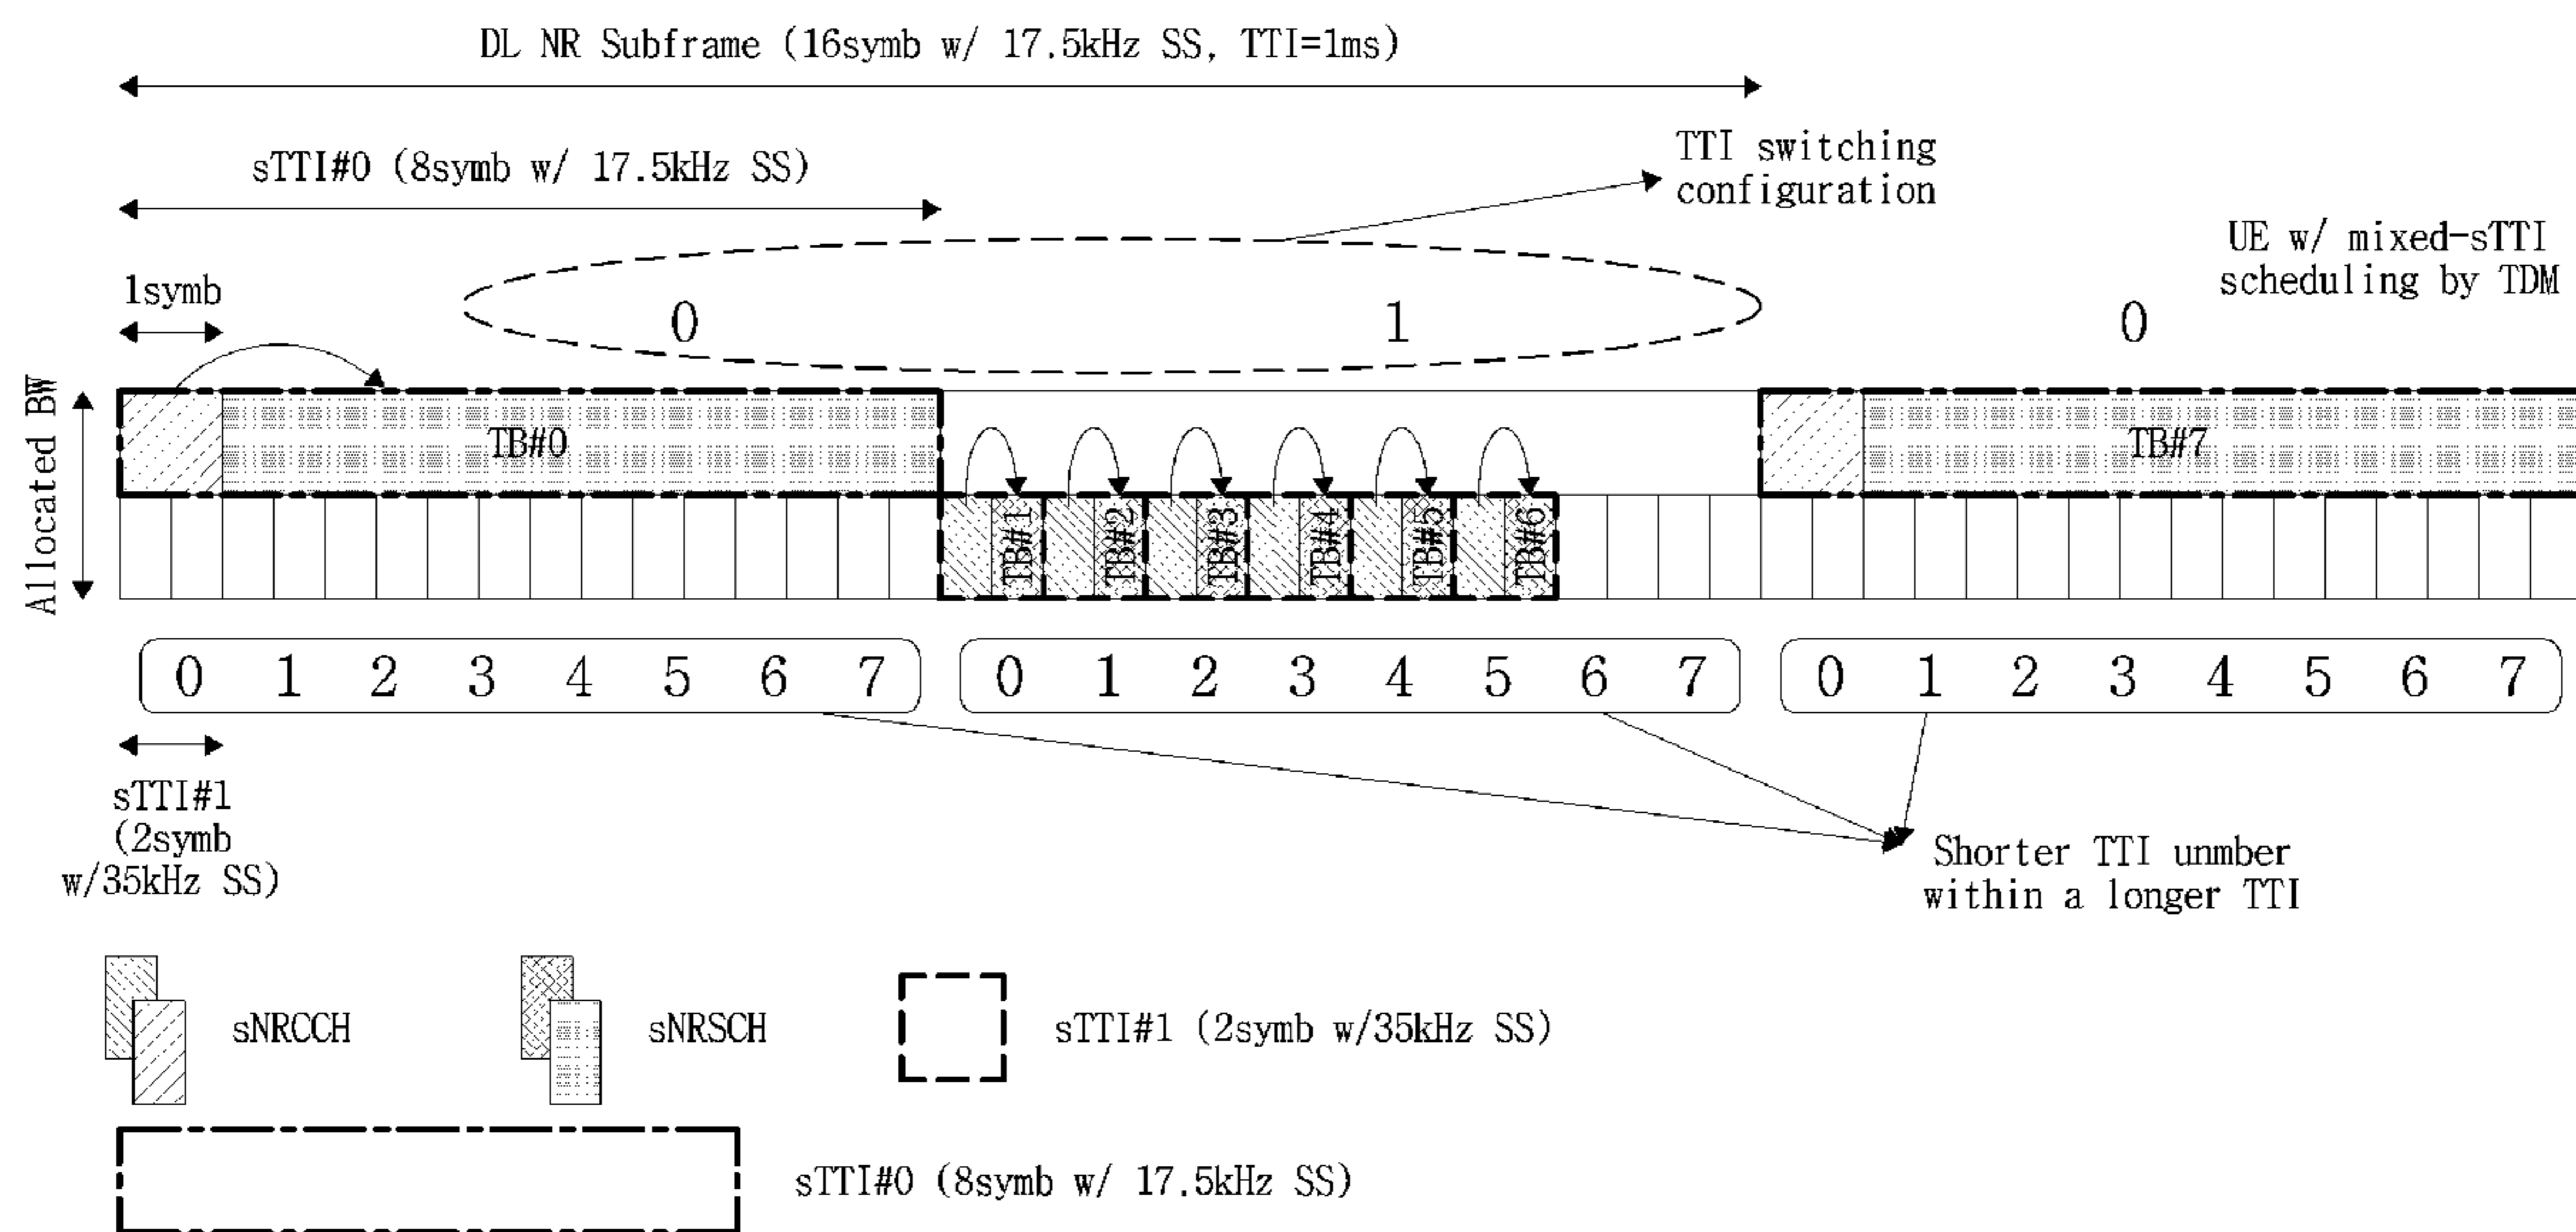 DL NR Subframe (16symb w/ 17.5kHz SS, TTI=1ms)
TTI switching
configuration
sTTI#0 (8symb w/ 17.5kHz SS)
UE w/ mixed-sTTI
scheduling by TDM
1symb
0
1
0
Allocated BW
TB#0
TB#7
TB#1
TB#2
TB#3
TB#4
TB#5
TB#6
0 1 2 3 4 5 6 7
0 1 2 3 4 5 6 7
0 1 2 3 4 5 6 7
sTTI#1
(2symb
w/35kHz SS)
Shorter TTI unmber
within a longer TTI
sNRCCH
sNRSCH
sTTI#1 (2symb w/35kHz SS)
sTTI#0 (8symb w/ 17.5kHz SS)